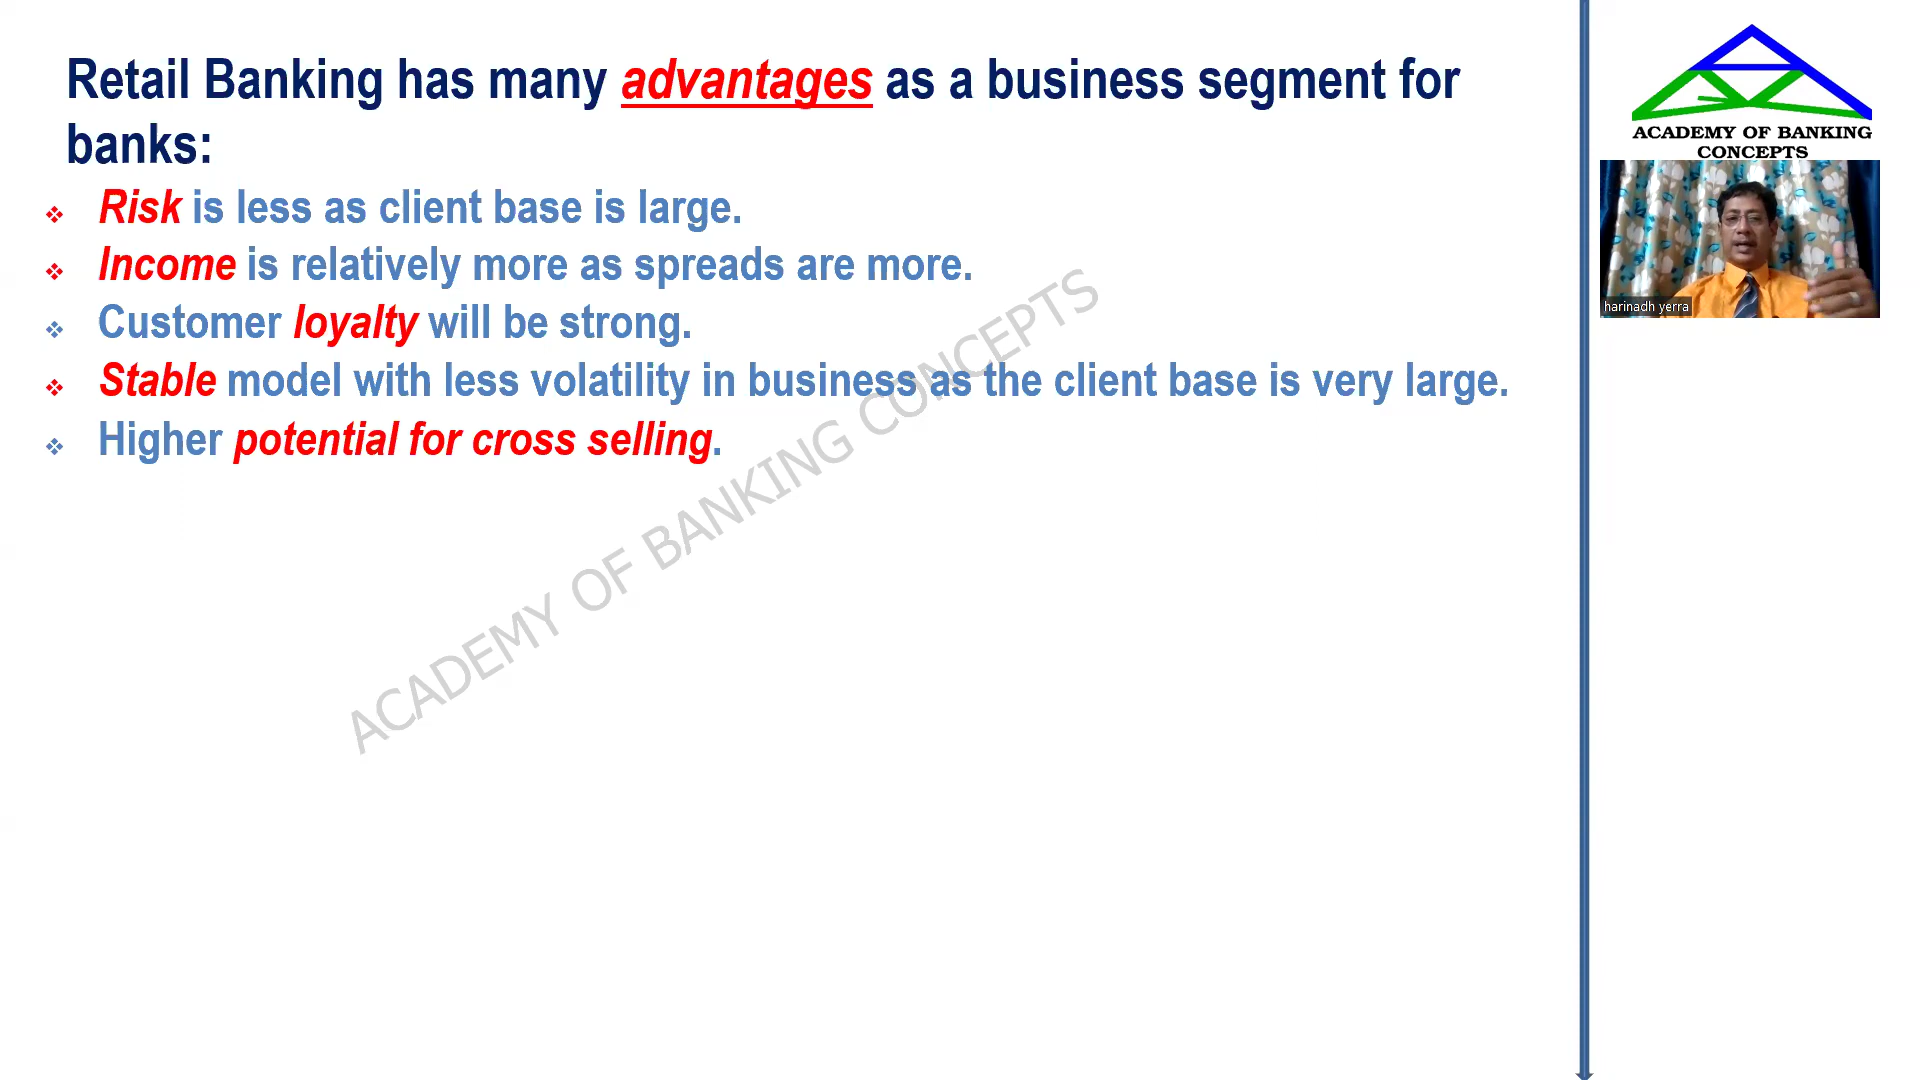 Retail Banking has many advantages as a business segment for
banks:
Risk is less as client base is large.
Income is relatively more as spreads are more.
Customer loyalty will be strong.
Stable model with less volatility in business as the client base is very large.
Higher potential for cross selling.
ACADEMY OF BANKING CONCEPTS
ACADEMY OF BANKING
CONCEPTS
harinadh yerra